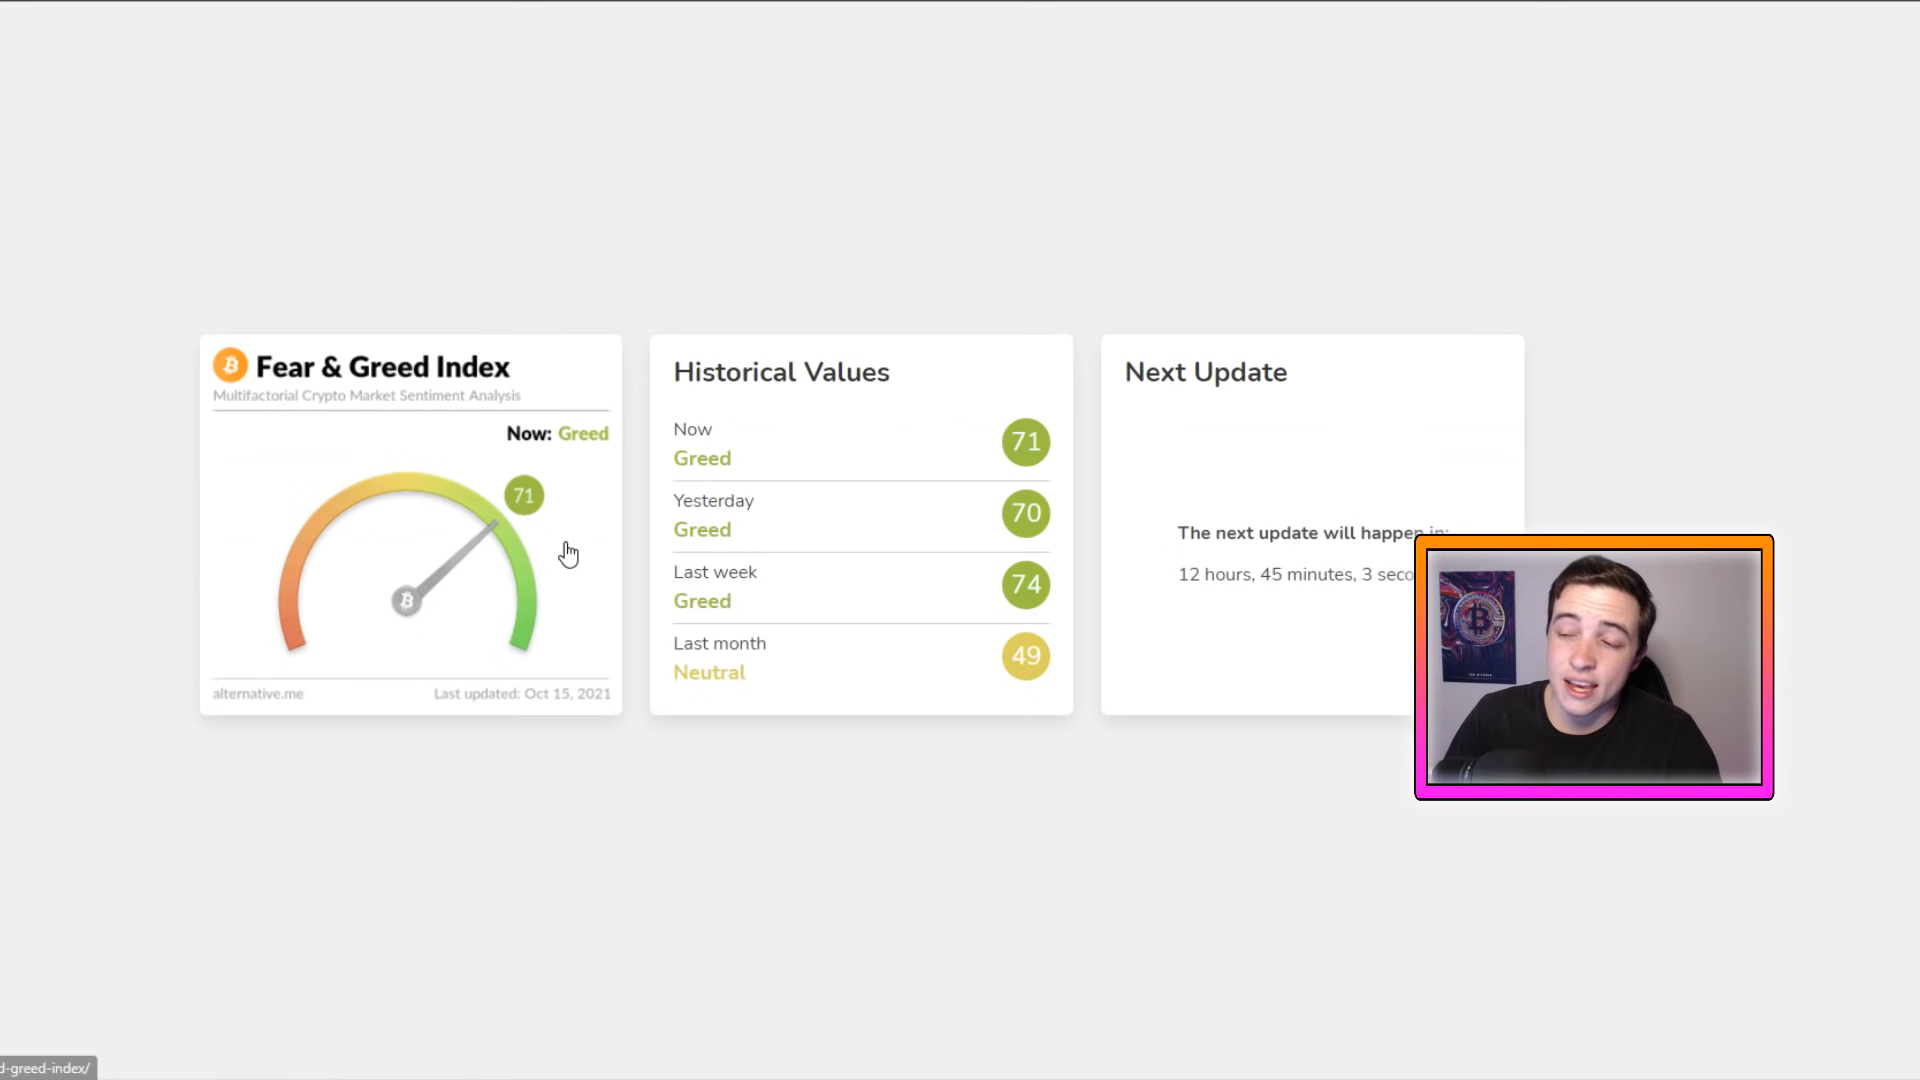 Fear & Greed Index
Multifactorial Crypto Market Sentiment Analysis
Now: Greed
71
alternative.me
Last updated: Oct 15, 2021
Historical Values
Now
Greed
71
Yesterday
Greed
70
Last week
Greed
74
Last month
Neutral
49
Next Update
The next update will happen in:
12 hours, 45 minutes, 3 seco
d-greed-index/